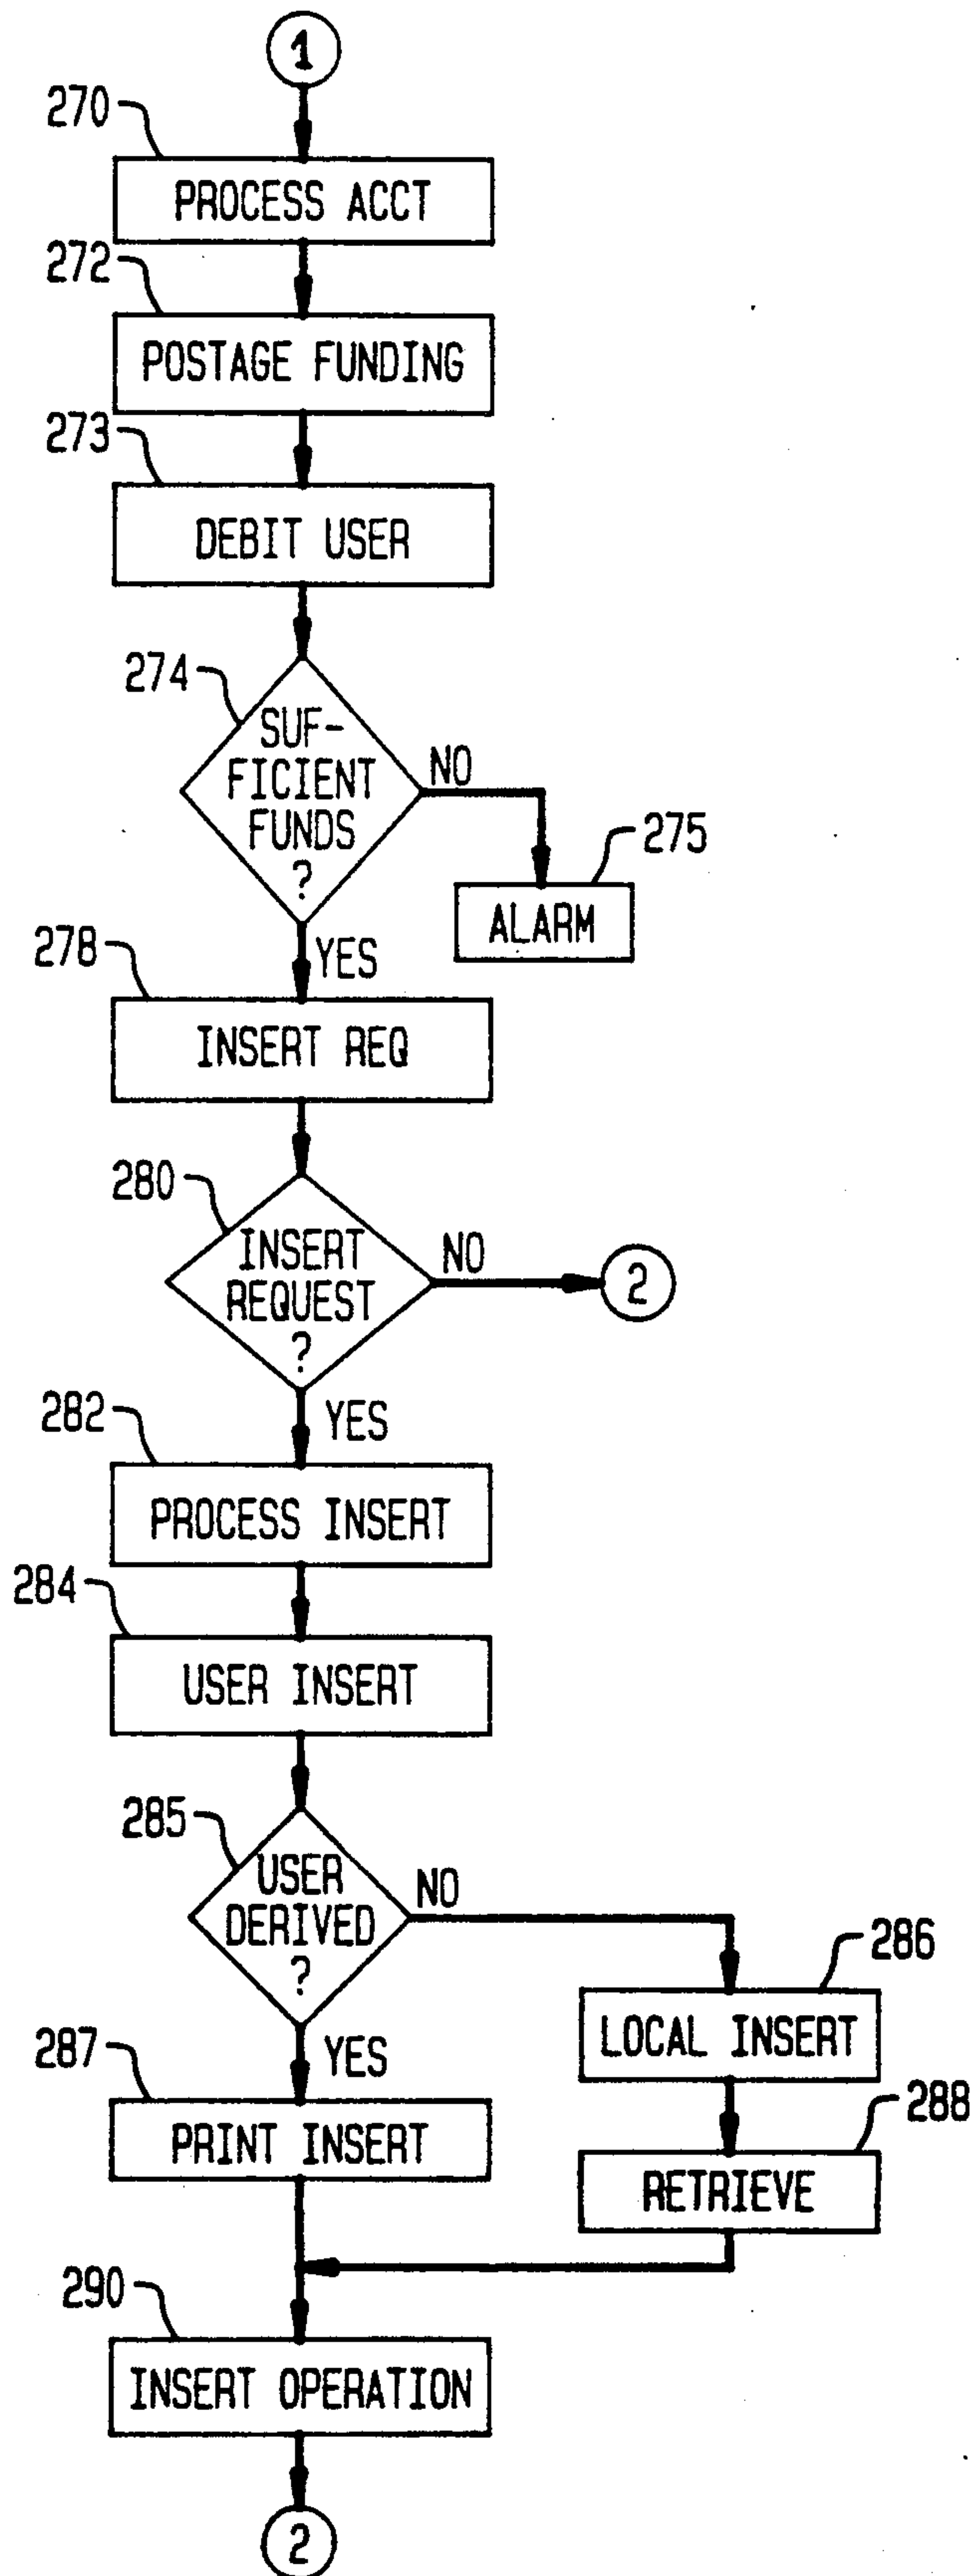 1
270
PROCESS ACCT
272
POSTAGE FUNDING
273
DEBIT USER
274
SUF-
FICIENT
FUNDS
?
NO
275
ALARM
YES
278
INSERT REQ
280
INSERT
REQUEST
?
NO
2
YES
282
PROCESS INSERT
284
USER INSERT
285
USER
DERIVED
?
NO
286
LOCAL INSERT
YES
287
PRINT INSERT
288
RETRIEVE
290
INSERT OPERATION
2